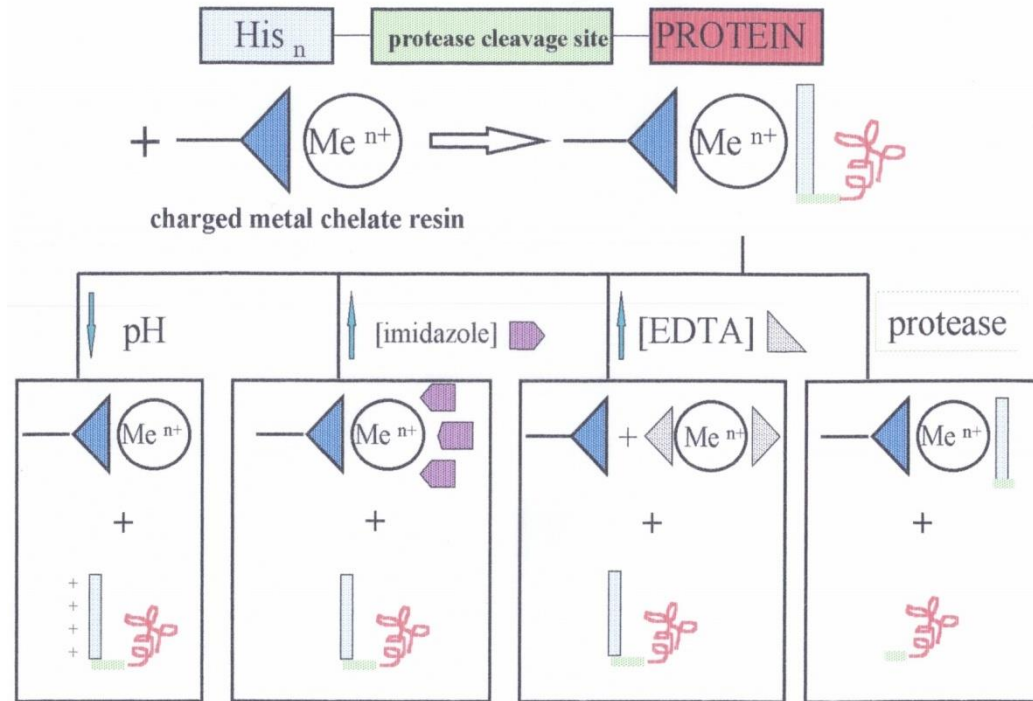 His n protease cleavage site PROTEIN
+ Me n+ Me n+
charged metal chelate resin
pH [imidazole] [EDTA] protease
Me n+ Me n+ + Me n+ Me n+
+ + + +
+
+
+
+